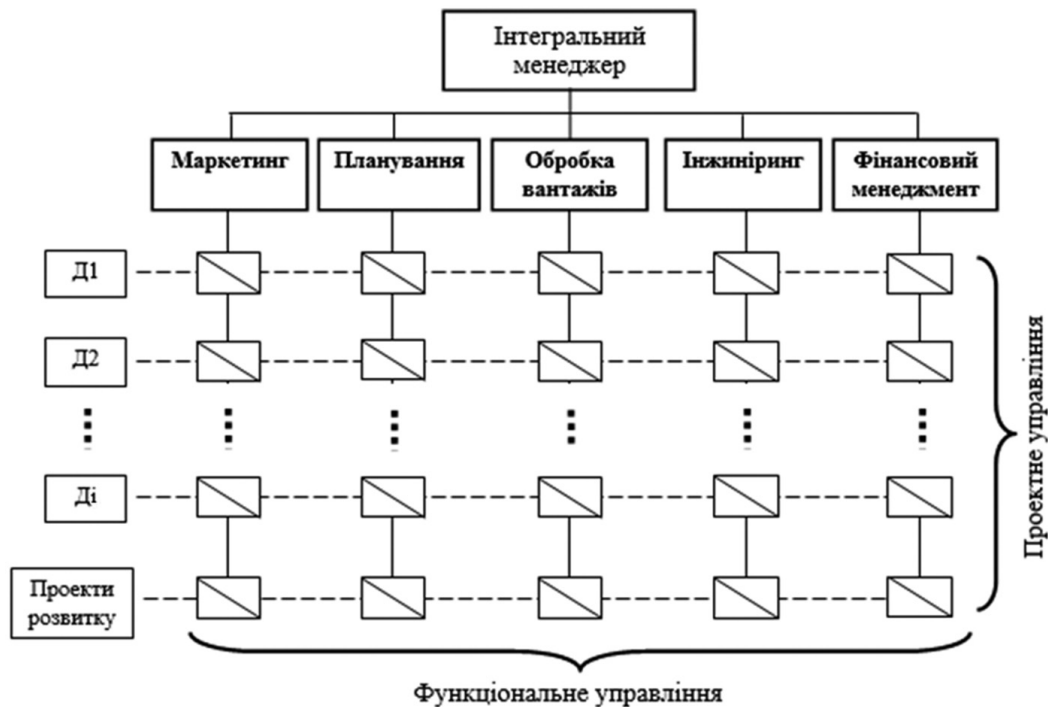 Інтегральний
менеджер
Маркетинг
Планування
Обробка
вантажів
Інжиніринг
Фінансовий
менеджмент
Д1
Д2
Ді
Проекти
розвитку
Проектне управління
Функціональне управління